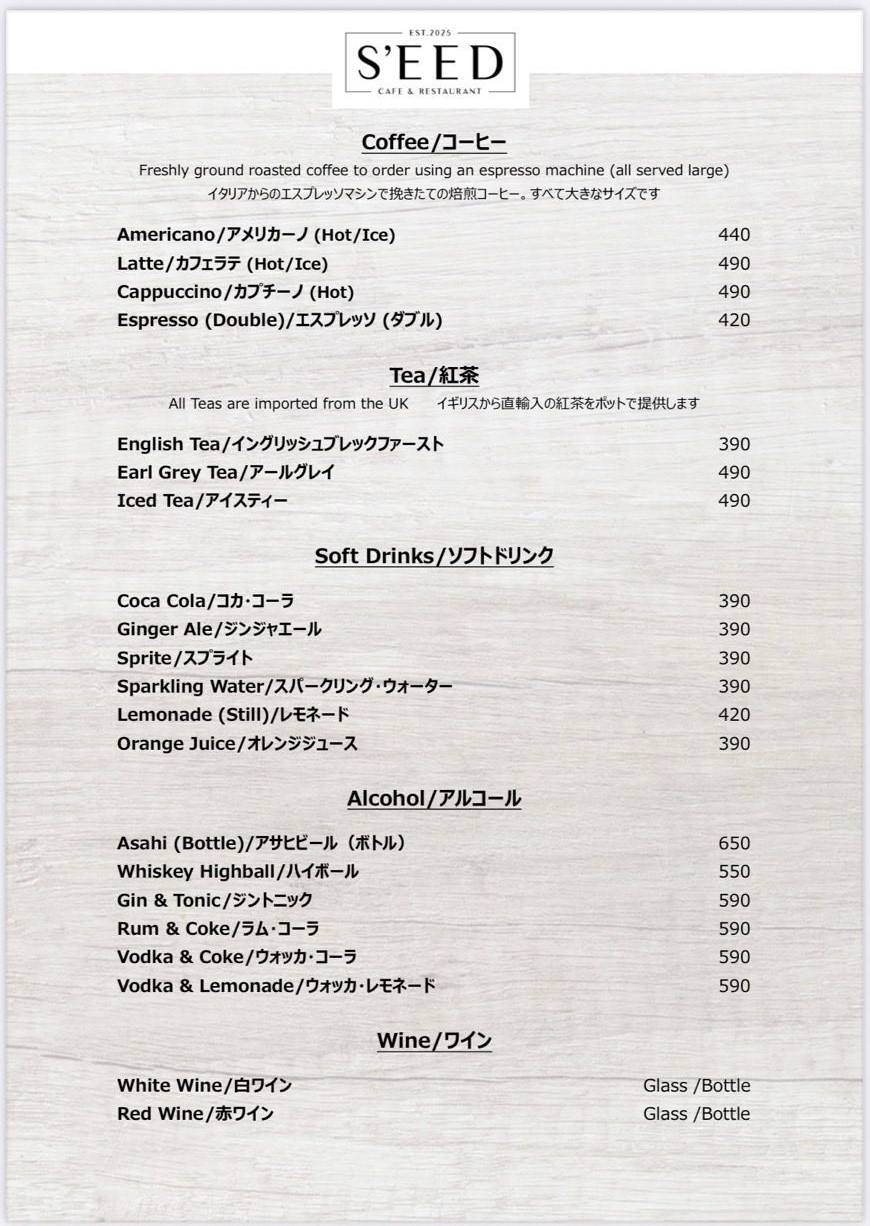 EST.2025
S'EED
CAFE & RESTAURANT
Coffee/コーヒー
Freshly ground roasted coffee to order using an espresso machine (all served large)
イタリアからのエスプレッソマシンで挽きたての焙煎コーヒー。すべて大きなサイズです
Americano/アメリカーノ (Hot/Ice) 440
Latte/カフェラテ (Hot/Ice) 490
Cappuccino/カプチーノ (Hot) 490
Espresso (Double)/エスプレッソ (ダブル) 420
Tea/紅茶
All Teas are imported from the UK イギリスから直輸入の紅茶をポットで提供します
English Tea/イングリッシュブレックファースト 390
Earl Grey Tea/アールグレイ 490
Iced Tea/アイスティー 490
Soft Drinks/ソフトドリンク
Coca Cola/コカ・コーラ 390
Ginger Ale/ジンジャエール 390
Sprite/スプライト 390
Sparkling Water/スパークリング・ウォーター 390
Lemonade (Still)/レモネード 420
Orange Juice/オレンジジュース 390
Alcohol/アルコール
Asahi (Bottle)/アサヒビール（ボトル） 650
Whiskey Highball/ハイボール 550
Gin & Tonic/ジントニック 590
Rum & Coke/ラム・コーラ 590
Vodka & Coke/ウォッカ・コーラ 590
Vodka & Lemonade/ウォッカ・レモネード 590
Wine/ワイン
White Wine/白ワイン Glass /Bottle
Red Wine/赤ワイン Glass /Bottle